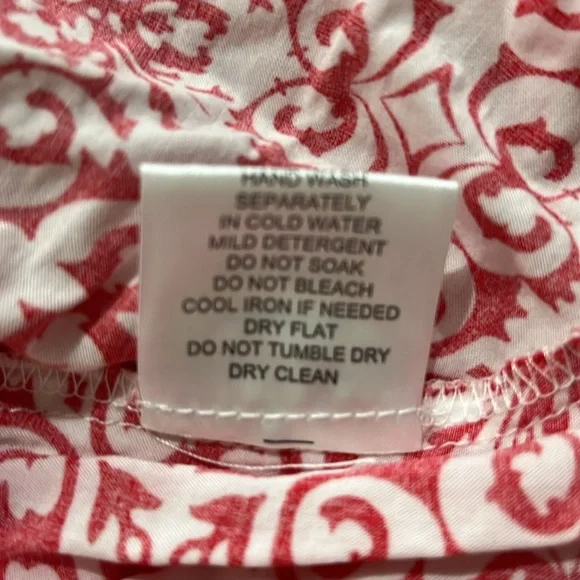 HAND WASH
SEPARATELY
IN COLD WATER
MILD DETERGENT
DO NOT SOAK
DO NOT BLEACH
COOL IRON IF NEEDED
DRY FLAT
DO NOT TUMBLE DRY
DRY CLEAN